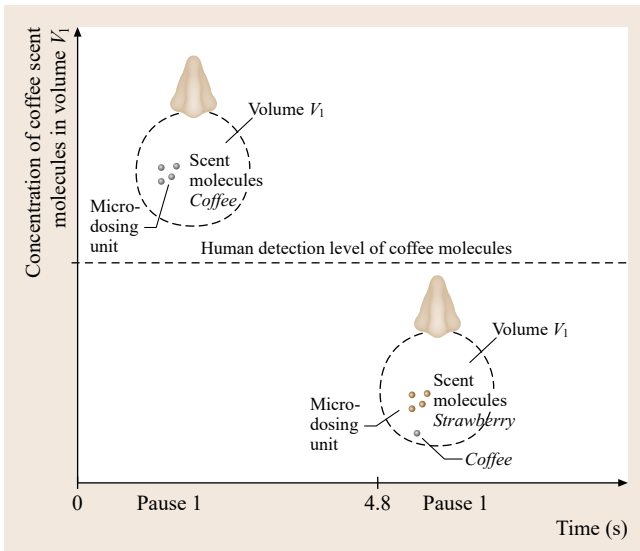 Concentration of coffee scent
molecules in volume V1
Volume V1
Scent
molecules
Coffee
Micro-
dosing
unit
Human detection level of coffee molecules
Volume V1
Scent
molecules
Strawberry
Micro-
dosing
unit
Coffee
0
Pause 1
4.8
Pause 1
Time (s)